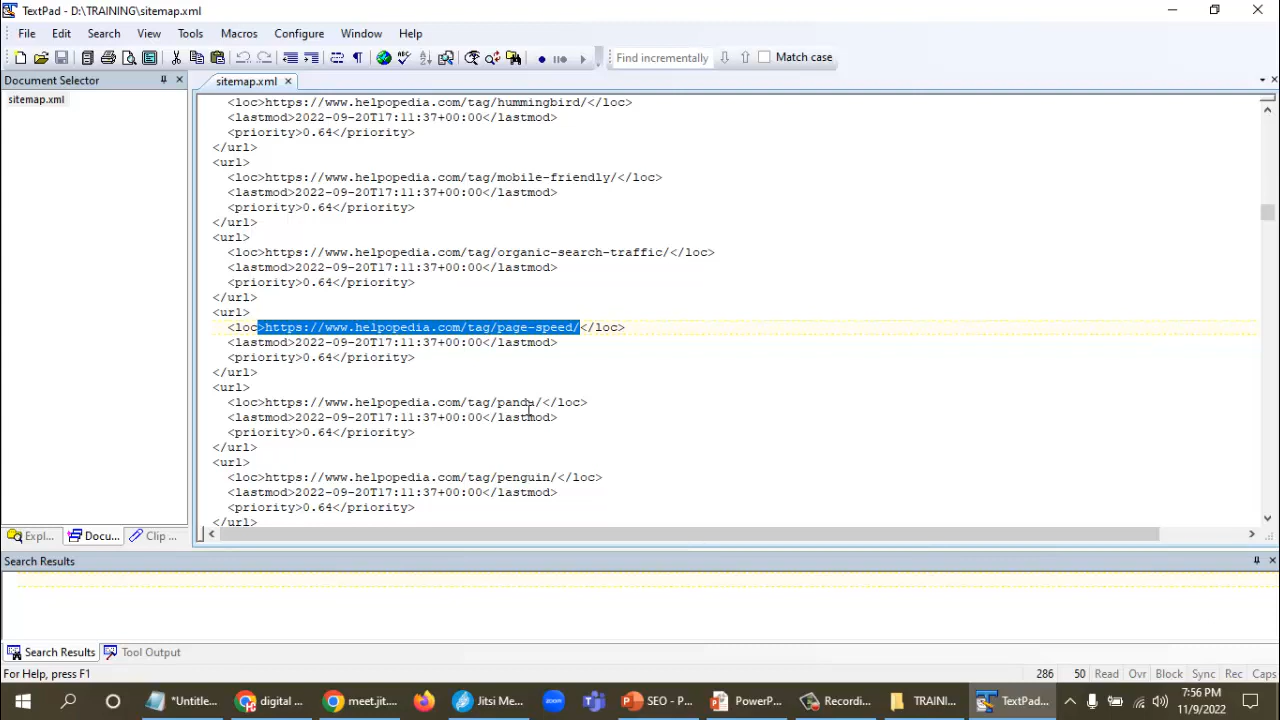 TextPad - D:\TRAINING\sitemap.xml
File Edit Search View Tools Macros Configure Window Help
Find incrementally Match case
Document Selector
sitemap.xml
sitemap.xml
<loc>https://www.helpopedia.com/tag/hummingbird/</loc>
<lastmod>2022-09-20T17:11:37+00:00</lastmod>
<priority>0.64</priority>
</url>
<url>
<loc>https://www.helpopedia.com/tag/mobile-friendly/</loc>
<lastmod>2022-09-20T17:11:37+00:00</lastmod>
<priority>0.64</priority>
</url>
<url>
<loc>https://www.helpopedia.com/tag/organic-search-traffic/</loc>
<lastmod>2022-09-20T17:11:37+00:00</lastmod>
<priority>0.64</priority>
</url>
<url>
<loc>https://www.helpopedia.com/tag/page-speed/</loc>
<lastmod>2022-09-20T17:11:37+00:00</lastmod>
<priority>0.64</priority>
</url>
<url>
<loc>https://www.helpopedia.com/tag/panda/</loc>
<lastmod>2022-09-20T17:11:37+00:00</lastmod>
<priority>0.64</priority>
</url>
<url>
<loc>https://www.helpopedia.com/tag/penguin/</loc>
<lastmod>2022-09-20T17:11:37+00:00</lastmod>
<priority>0.64</priority>
</url>
Expl... Docu... Clip ...
Search Results
Search Results Tool Output
For Help, press F1 286 50 Read Ovr Block Sync Rec Caps
*Untitle... digital ... meet.jit.... Jitsi Me... zoom SEO - P... PowerP... Recordi... TRAINI... TextPad... 7:56 PM
11/9/2022